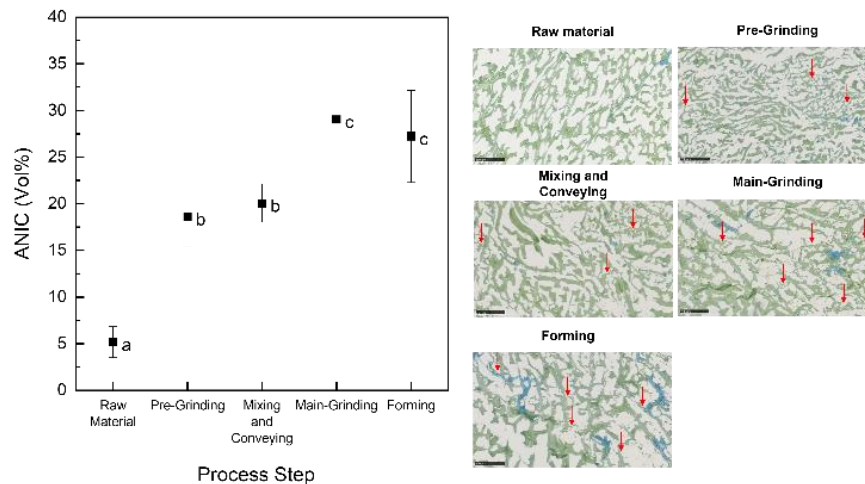 40
35
30
25
20
15
10
5
0
ANIC (Vol%)
a
b
b
c
c
Raw
Material
Pre-Grinding
Mixing
and
Conveying
Main-Grinding
Forming
Process Step
Raw material
Pre-Grinding
Mixing and
Conveying
Main-Grinding
Forming